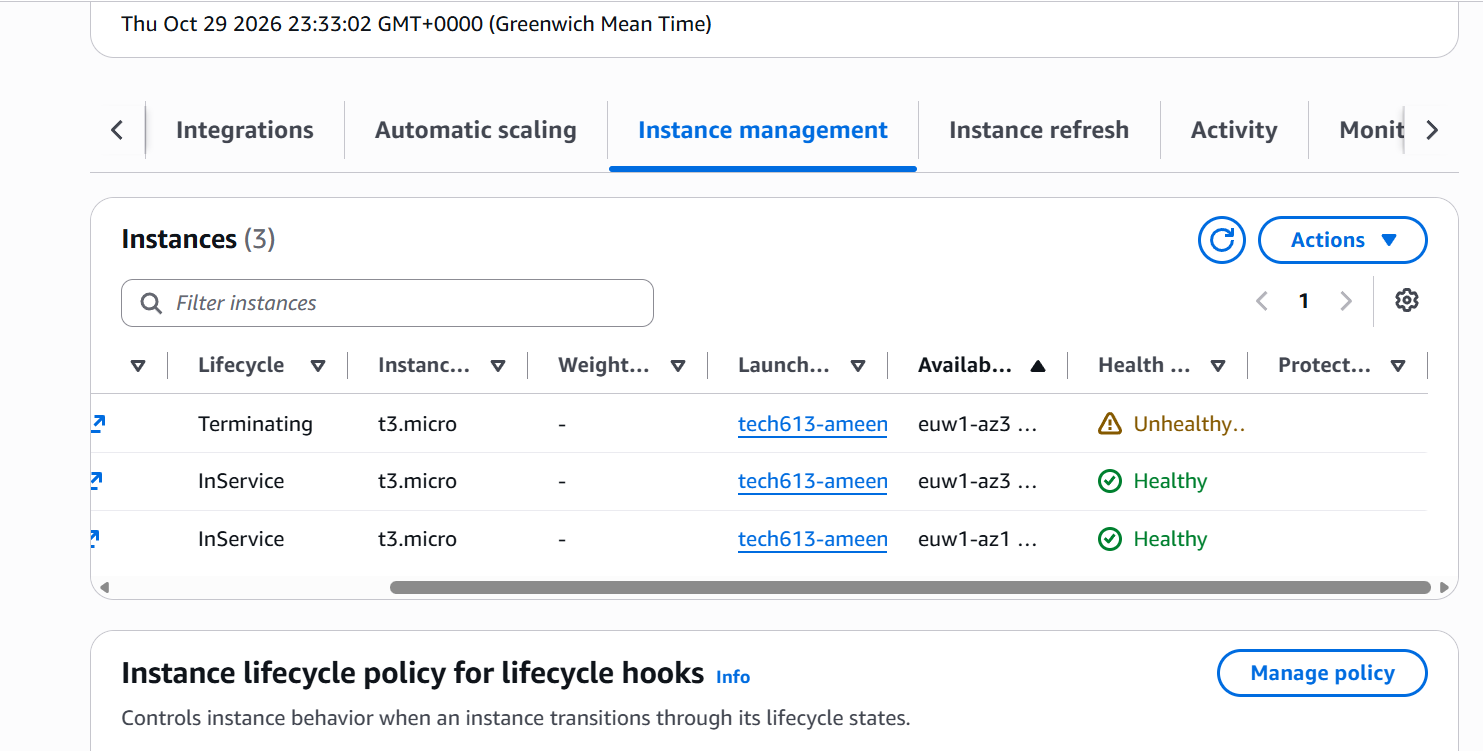 Thu Oct 29 2026 23:33:02 GMT+0000 (Greenwich Mean Time)
Integrations Automatic scaling Instance management Instance refresh Activity Monit
Instances (3) Actions
Filter instances 1
Lifecycle Instanc... Weight... Launch... Availab... Health ... Protect...
Terminating t3.micro - tech613-ameen euw1-az3 ... Unhealthy..
InService t3.micro - tech613-ameen euw1-az3 ... Healthy
InService t3.micro - tech613-ameen euw1-az1 ... Healthy
Instance lifecycle policy for lifecycle hooks Info Manage policy
Controls instance behavior when an instance transitions through its lifecycle states.